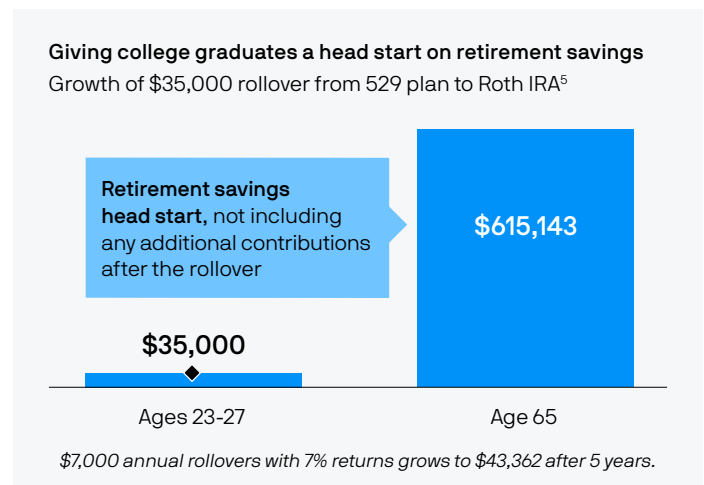 Giving college graduates a head start on retirement savings
Growth of $35,000 rollover from 529 plan to Roth IRA⁵
Retirement savings
head start, not including
any additional contributions
after the rollover
$615,143
$35,000
Ages 23-27
Age 65
$7,000 annual rollovers with 7% returns grows to $43,362 after 5 years.